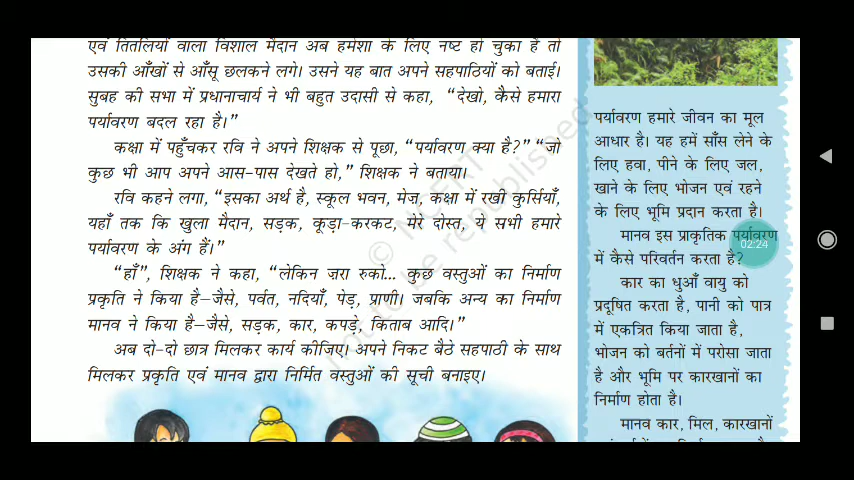 एवं तितलियों वाला विशाल मैदान अब हमेशा के लिए नष्ट हो चुका है तो
उसकी आँखों से आँसू छलकने लगे। उसने यह बात अपने सहपाठियों को बताई।
सुबह की सभा में प्रधानाचार्य ने भी बहुत उदासी से कहा, “देखो, कैसे हमारा
पर्यावरण बदल रहा है।”
कक्षा में पहुँचकर रवि ने अपने शिक्षक से पूछा, “पर्यावरण क्या है?” “जो
कुछ भी आप अपने आस-पास देखते हो,” शिक्षक ने बताया।
रवि कहने लगा, “इसका अर्थ है, स्कूल भवन, मेज़, कक्षा में रखी कुर्सियाँ,
यहाँ तक कि खुला मैदान, सड़क, कूड़ा-करकट, मेरे दोस्त, ये सभी हमारे
पर्यावरण के अंग हैं।”
“हाँ”, शिक्षक ने कहा, “लेकिन ज़रा रुको... कुछ वस्तुओं का निर्माण
प्रकृति ने किया है–जैसे, पर्वत, नदियाँ, पेड़, प्राणी। जबकि अन्य का निर्माण
मानव ने किया है–जैसे, सड़क, कार, कपड़े, किताब आदि।”
अब दो-दो छात्र मिलकर कार्य कीजिए। अपने निकट बैठे सहपाठी के साथ
मिलकर प्रकृति एवं मानव द्वारा निर्मित वस्तुओं की सूची बनाइए।
© NCERT
not to be republished
पर्यावरण हमारे जीवन का मूल
आधार है। यह हमें साँस लेने के
लिए हवा, पीने के लिए जल,
खाने के लिए भोजन एवं रहने
के लिए भूमि प्रदान करता है।
मानव इस प्राकृतिक पर्यावरण
में कैसे परिवर्तन करता है?
02:24
कार का धुआँ वायु को
प्रदूषित करता है, पानी को पात्र
में एकत्रित किया जाता है,
भोजन को बर्तनों में परोसा जाता
है और भूमि पर कारखानों का
निर्माण होता है।
मानव कार, मिल, कारखानों